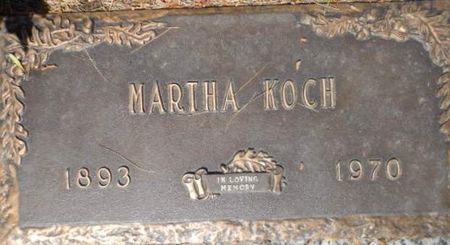 MARTHA KOCH
1893 IN LOVING 1970
MEMORY